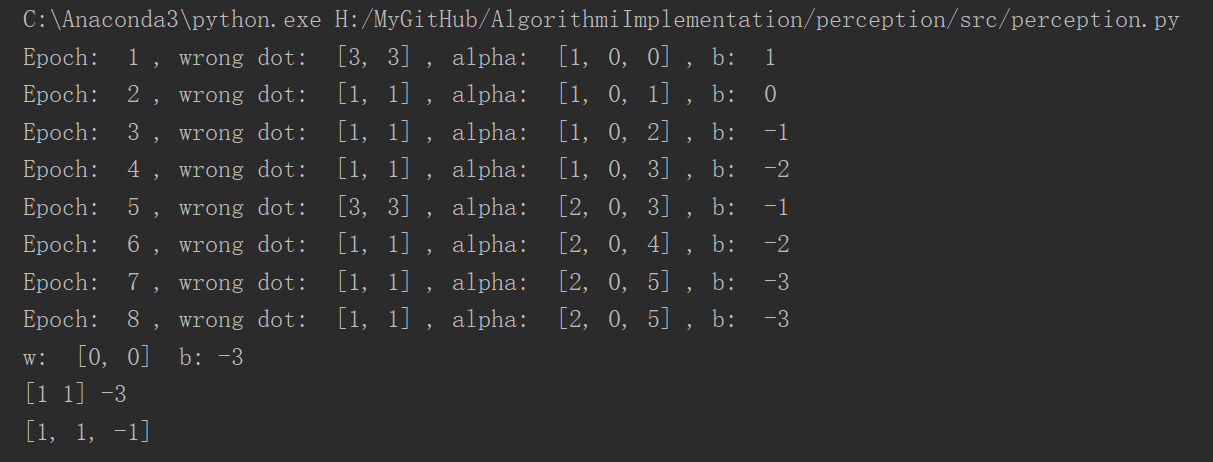 C:\Anaconda3\python.exe H:/MyGitHub/AlgorithmiImplementation/perception/src/perception.py
Epoch:  1 , wrong dot:  [3, 3] , alpha:  [1, 0, 0] , b:  1
Epoch:  2 , wrong dot:  [1, 1] , alpha:  [1, 0, 1] , b:  0
Epoch:  3 , wrong dot:  [1, 1] , alpha:  [1, 0, 2] , b:  -1
Epoch:  4 , wrong dot:  [1, 1] , alpha:  [1, 0, 3] , b:  -2
Epoch:  5 , wrong dot:  [3, 3] , alpha:  [2, 0, 3] , b:  -1
Epoch:  6 , wrong dot:  [1, 1] , alpha:  [2, 0, 4] , b:  -2
Epoch:  7 , wrong dot:  [1, 1] , alpha:  [2, 0, 5] , b:  -3
Epoch:  8 , wrong dot:  [1, 1] , alpha:  [2, 0, 5] , b:  -3
w:  [0, 0]  b: -3
[1 1] -3
[1, 1, -1]